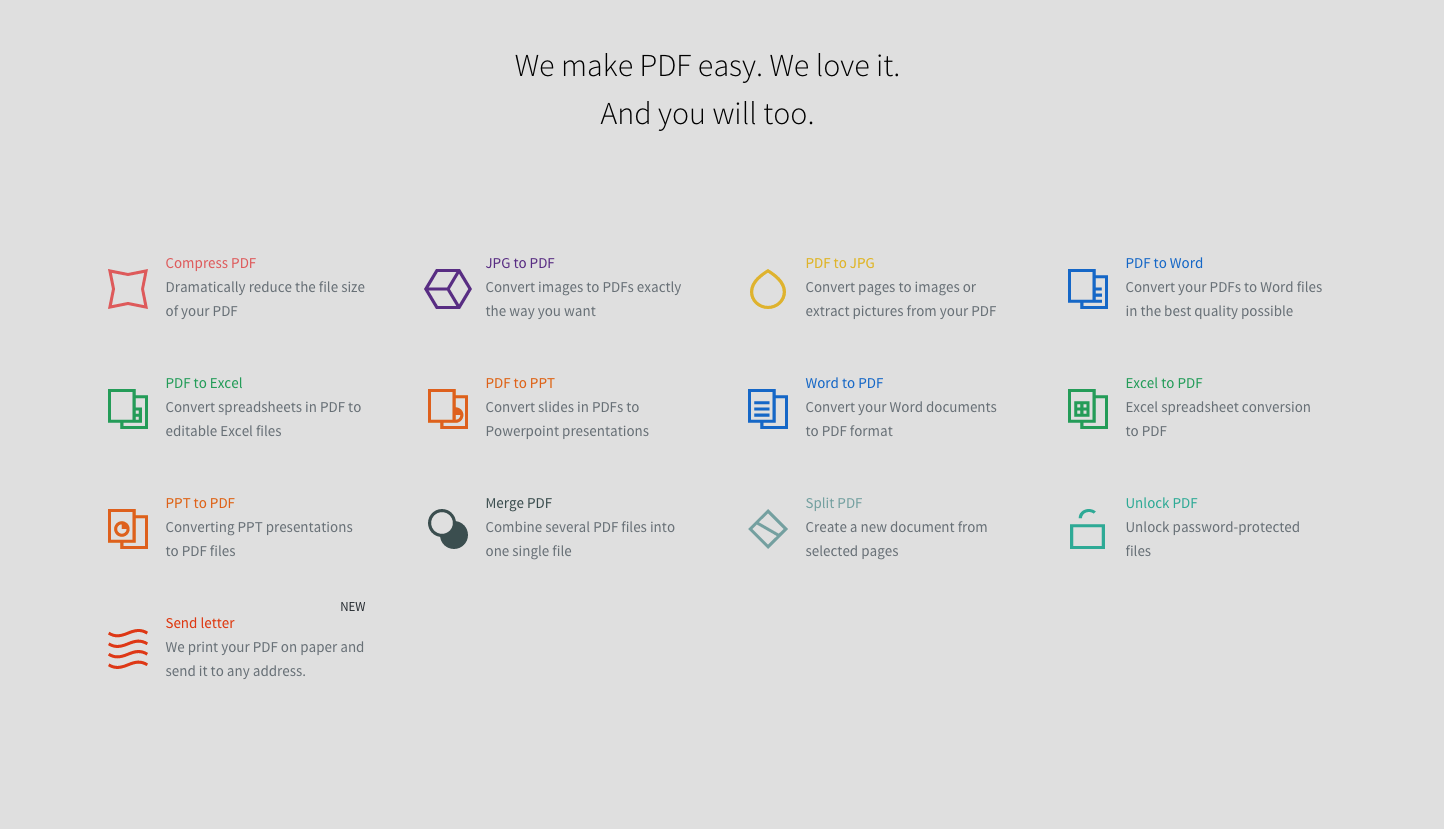 We make PDF easy. We love it.
And you will too.
Compress PDF
Dramatically reduce the file size
of your PDF
JPG to PDF
Convert images to PDFs exactly
the way you want
PDF to JPG
Convert pages to images or
extract pictures from your PDF
PDF to Word
Convert your PDFs to Word files
in the best quality possible
PDF to Excel
Convert spreadsheets in PDF to
editable Excel files
PDF to PPT
Convert slides in PDFs to
Powerpoint presentations
Word to PDF
Convert your Word documents
to PDF format
Excel to PDF
Excel spreadsheet conversion
to PDF
PPT to PDF
Converting PPT presentations
to PDF files
Merge PDF
Combine several PDF files into
one single file
Split PDF
Create a new document from
selected pages
Unlock PDF
Unlock password-protected
files
NEW
Send letter
We print your PDF on paper and
send it to any address.